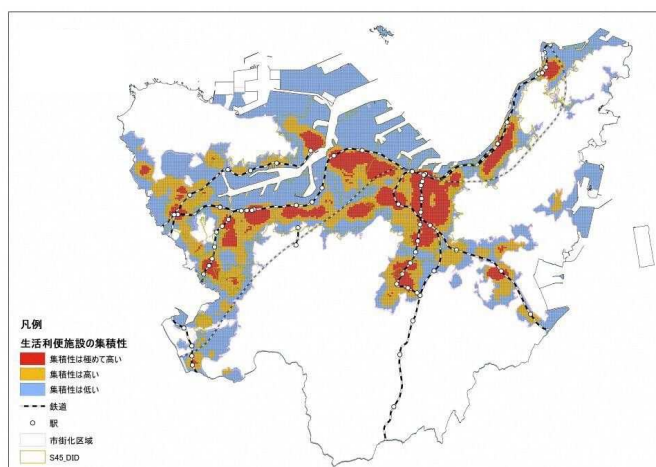 凡例
生活利便施設の集積性
集積性は極めて高い
集積性は高い
集積性は低い
鉄道
駅
市街化区域
S45_DID